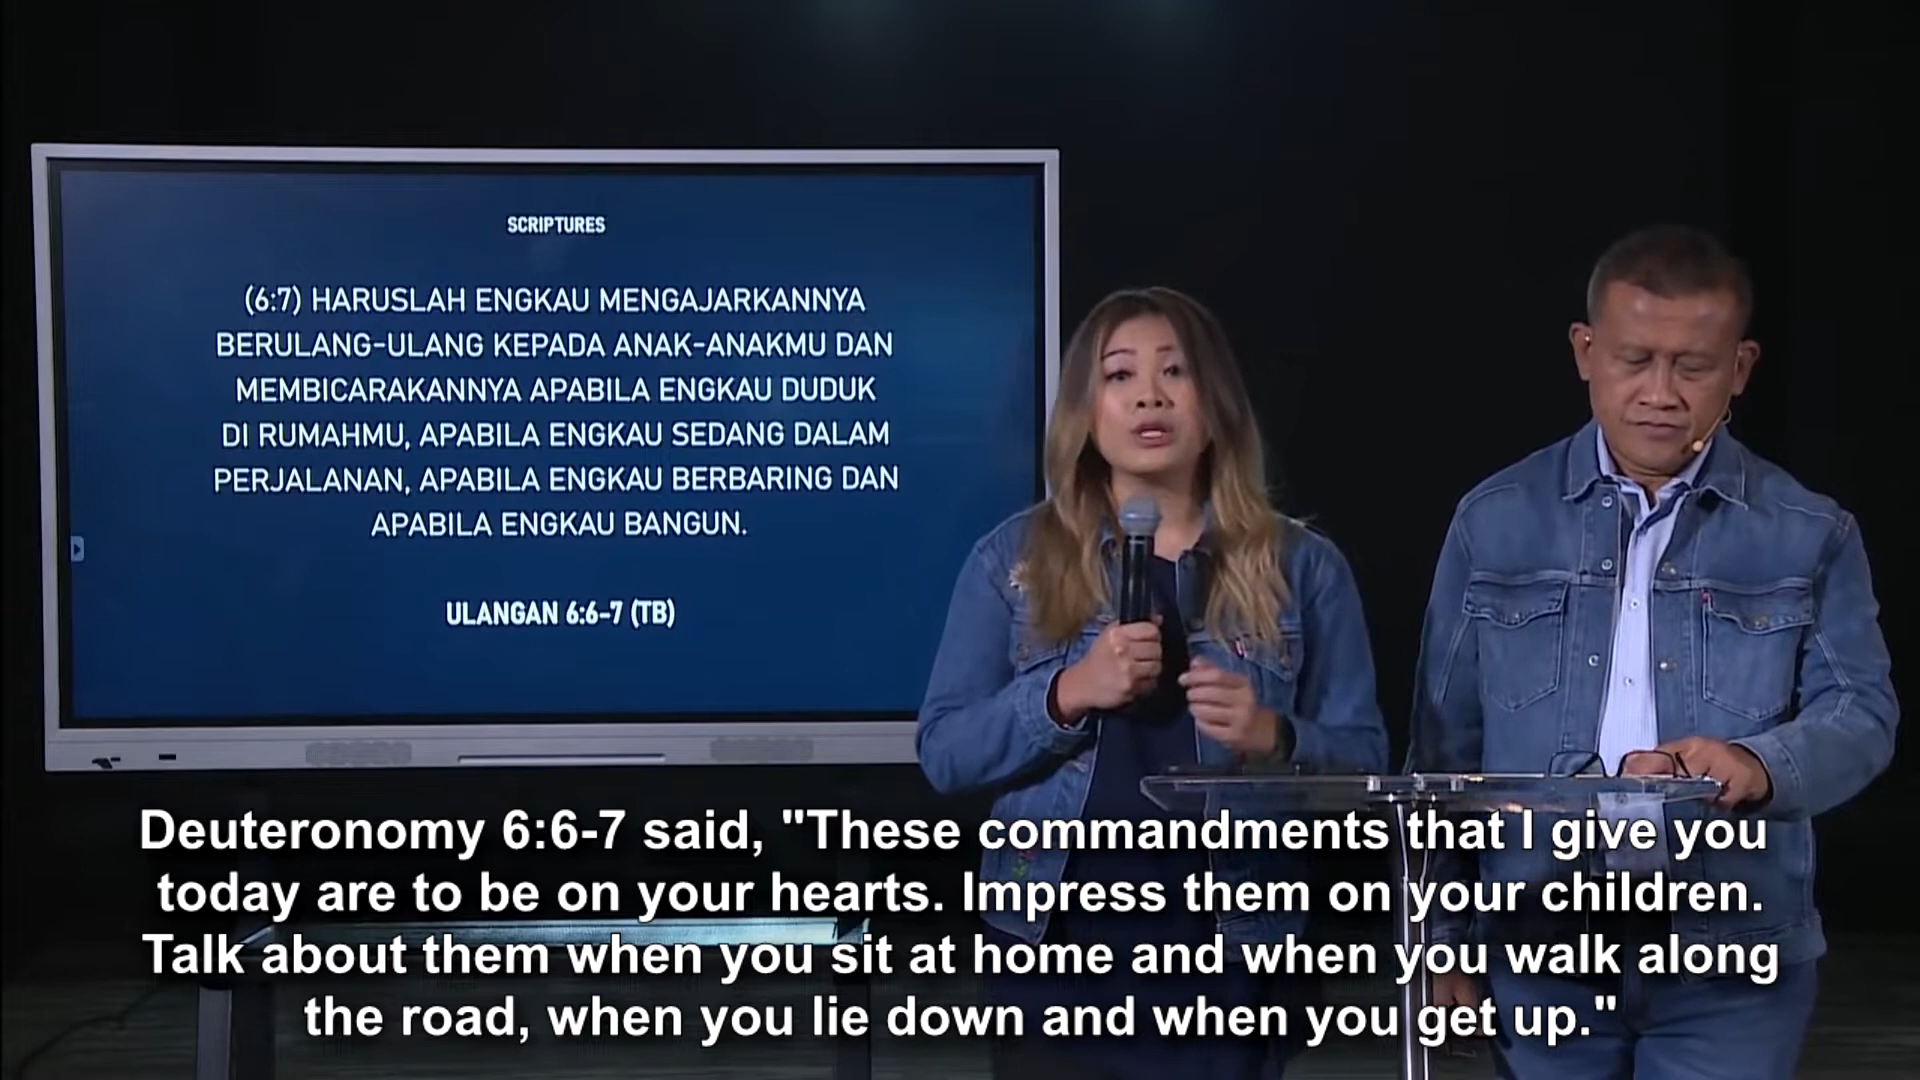 SCRIPTURES
(6:7) HARUSLAH ENGKAU MENGAJARKANNYA
BERULANG-ULANG KEPADA ANAK-ANAKMU DAN
MEMBICARAKANNYA APABILA ENGKAU DUDUK
DI RUMAHMU, APABILA ENGKAU SEDANG DALAM
PERJALANAN, APABILA ENGKAU BERBARING DAN
APABILA ENGKAU BANGUN.
ULANGAN 6:6-7 (TB)
Deuteronomy 6:6-7 said, "These commandments that I give you
today are to be on your hearts. Impress them on your children.
Talk about them when you sit at home and when you walk along
the road, when you lie down and when you get up."